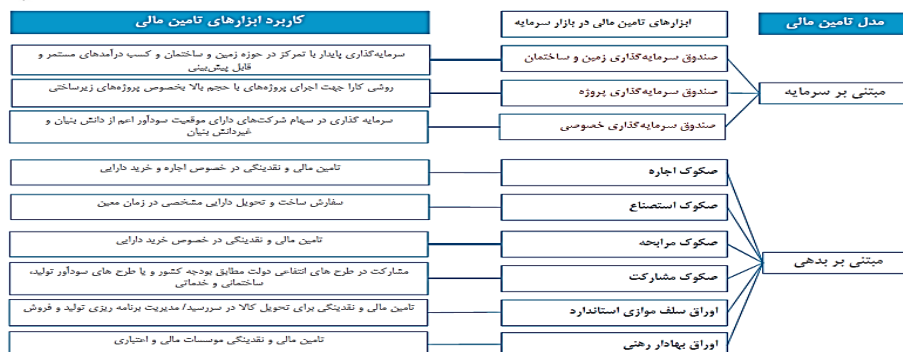 مدل تامین مالی
ابزارهای تامین مالی در بازار سرمایه
کاربرد ابزارهای تامین مالی
مبتنی بر سرمایه
صندوق سرمایه‌گذاری زمین و ساختمان
سرمایه‌گذاری پایدار با تمرکز در حوزه زمین و ساختمان و کسب درآمدهای مستمر و
قابل پیش‌بینی
صندوق سرمایه‌گذاری پروژه
روشی کارا جهت اجرای پروژه‌های با حجم بالا بخصوص پروژه‌های زیرساختی
صندوق سرمایه‌گذاری خصوصی
سرمایه گذاری در سهام شرکت‌های دارای موقعیت سودآور اعم از دانش بنیان و
غیردانش بنیان
مبتنی بر بدهی
صکوک اجاره
تامین مالی و نقدینگی در خصوص اجاره و خرید دارایی
صکوک استصناع
سفارش ساخت و تحویل دارایی مشخصی در زمان معین
صکوک مرابحه
تامین مالی و نقدینگی در خصوص خرید دارایی
صکوک مشارکت
مشارکت در طرح های انتفاعی دولت مطابق بودجه کشور و یا طرح های سودآور تولید،
ساختمانی و خدماتی
اوراق سلف موازی استاندارد
تامین مالی و نقدینگی برای تحویل کالا در سررسید/ مدیریت برنامه ریزی تولید و فروش
اوراق بهادار رهنی
تامین مالی و نقدینگی موسسات مالی و اعتباری